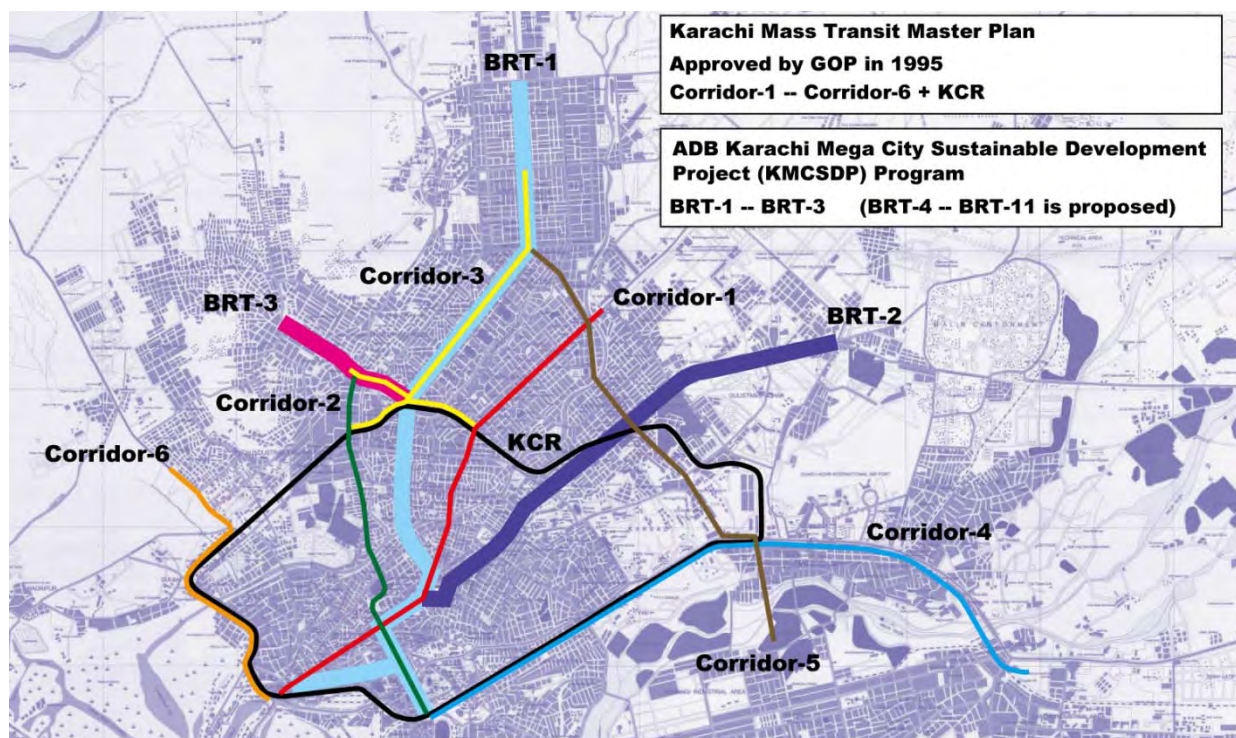 Karachi Mass Transit Master Plan
Approved by GOP in 1995
Corridor-1 -- Corridor-6 + KCR
ADB Karachi Mega City Sustainable Development
Project (KMCSDP) Program
BRT-1 -- BRT-3 (BRT-4 -- BRT-11 is proposed)
BRT-1
Corridor-3
BRT-3
Corridor-1
BRT-2
Corridor-2
KCR
Corridor-6
Corridor-4
Corridor-5